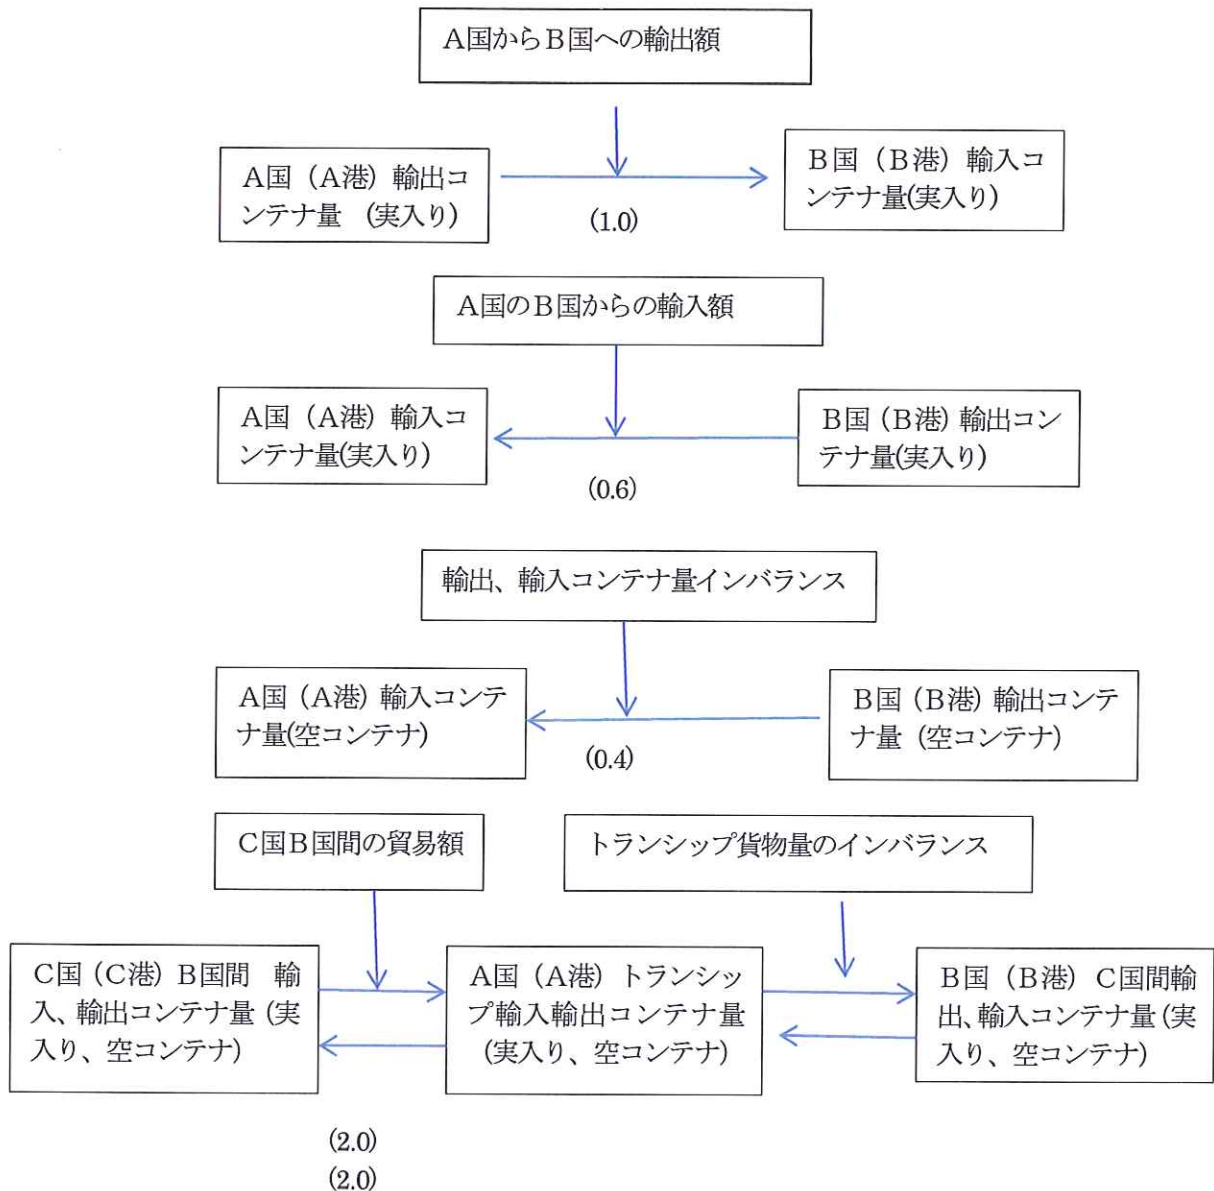 A国からB国への輸出額
A国（A港）輸出コ
ンテナ量　(実入り)
B国（B港）輸入コ
ンテナ量(実入り)
(1.0)
A国のB国からの輸入額
A国（A港）輸入コ
ンテナ量(実入り)
B国（B港）輸出コン
テナ量(実入り)
(0.6)
輸出、輸入コンテナ量インバランス
A国（A港）輸入コンテ
ナ量(空コンテナ)
B国（B港）輸出コンテ
ナ量（空コンテナ)
(0.4)
C国B国間の貿易額
トランシップ貨物量のインバランス
C国（C港）B国間　輸
入、輸出コンテナ量（実
入り、空コンテナ)
A国（A港）トランシッ
プ輸入輸出コンテナ量
（実入り、空コンテナ)
B国（B港）C国間輸
出、輸入コンテナ量（実
入り、空コンテナ)
(2.0)
(2.0)